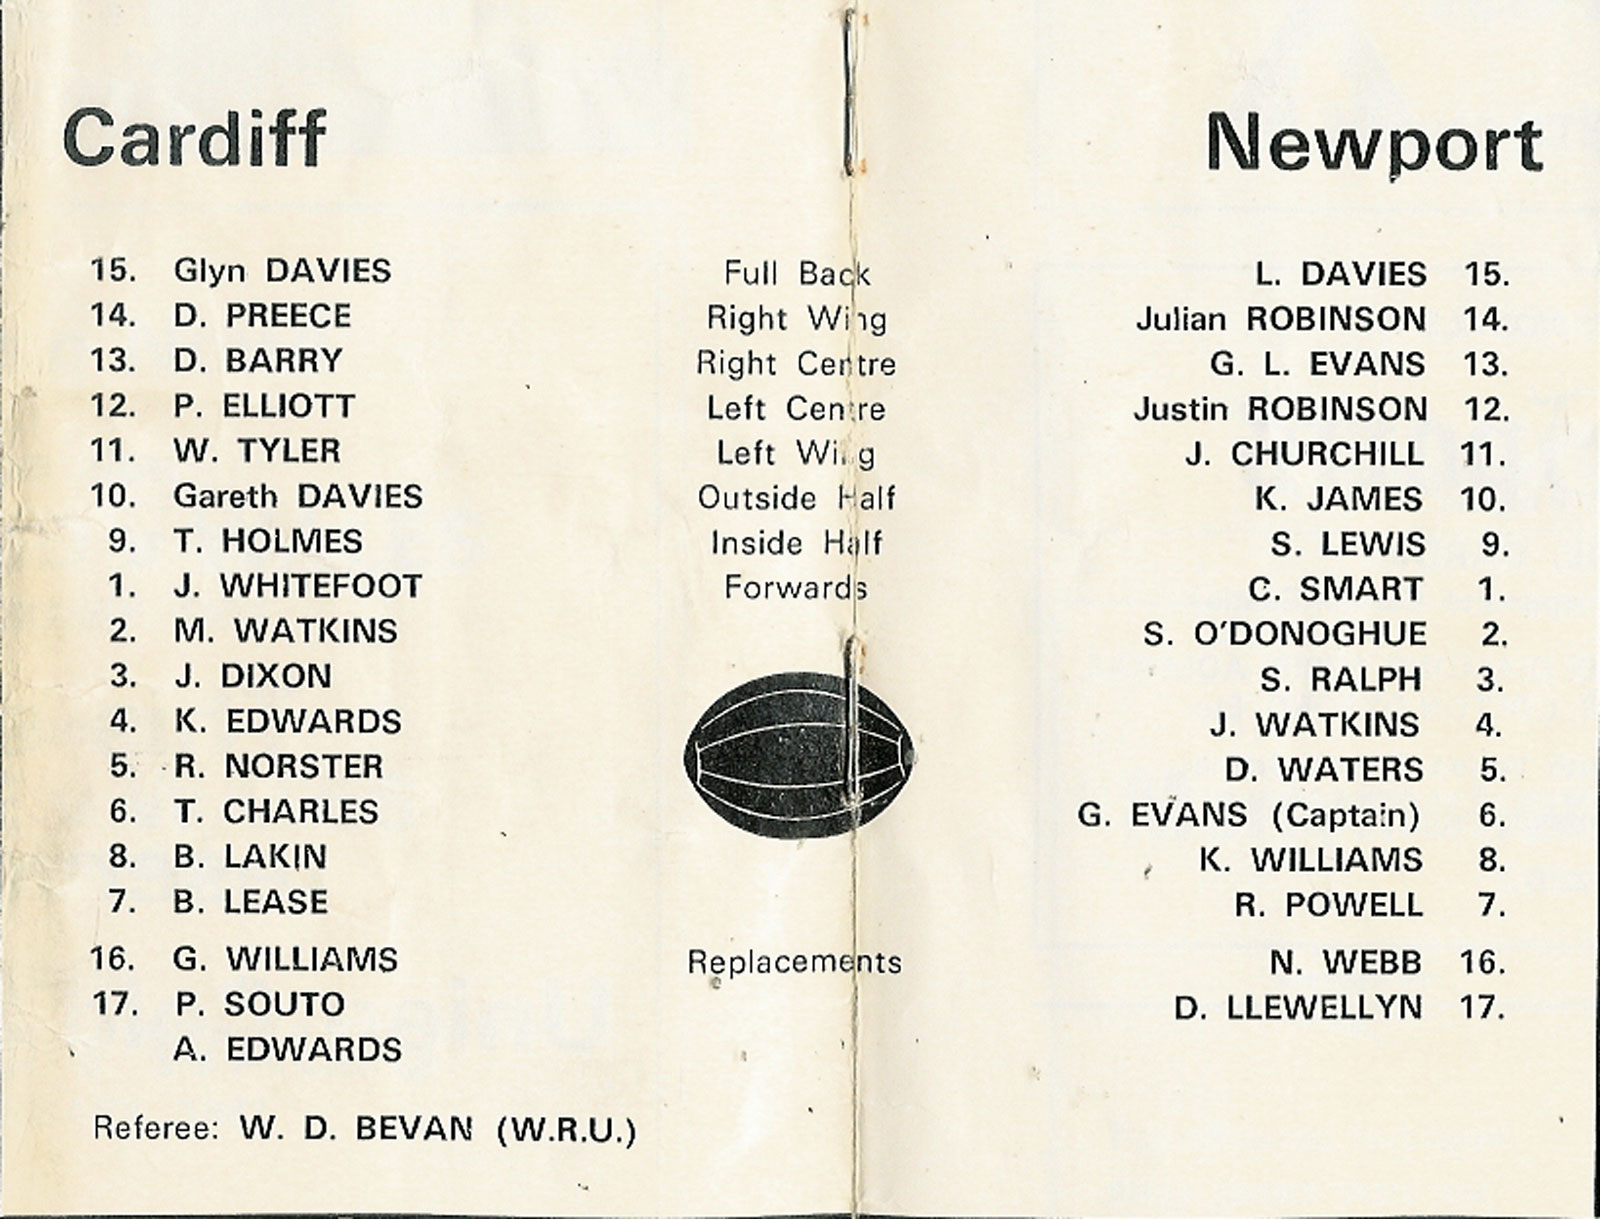 Cardiff Newport
15. Glyn DAVIES Full Back L. DAVIES 15.
14. D. PREECE Right Wing Julian ROBINSON 14.
13. D. BARRY Right Centre G. L. EVANS 13.
12. P. ELLIOTT Left Centre Justin ROBINSON 12.
11. W. TYLER Left Wing J. CHURCHILL 11.
10. Gareth DAVIES Outside Half K. JAMES 10.
9. T. HOLMES Inside Half S. LEWIS 9.
1. J. WHITEFOOT Forwards C. SMART 1.
2. M. WATKINS S. O'DONOGHUE 2.
3. J. DIXON S. RALPH 3.
4. K. EDWARDS J. WATKINS 4.
5. R. NORSTER D. WATERS 5.
6. T. CHARLES G. EVANS (Captain) 6.
8. B. LAKIN K. WILLIAMS 8.
7. B. LEASE R. POWELL 7.
16. G. WILLIAMS Replacements N. WEBB 16.
17. P. SOUTO D. LLEWELLYN 17.
A. EDWARDS
Referee: W. D. BEVAN (W.R.U.)